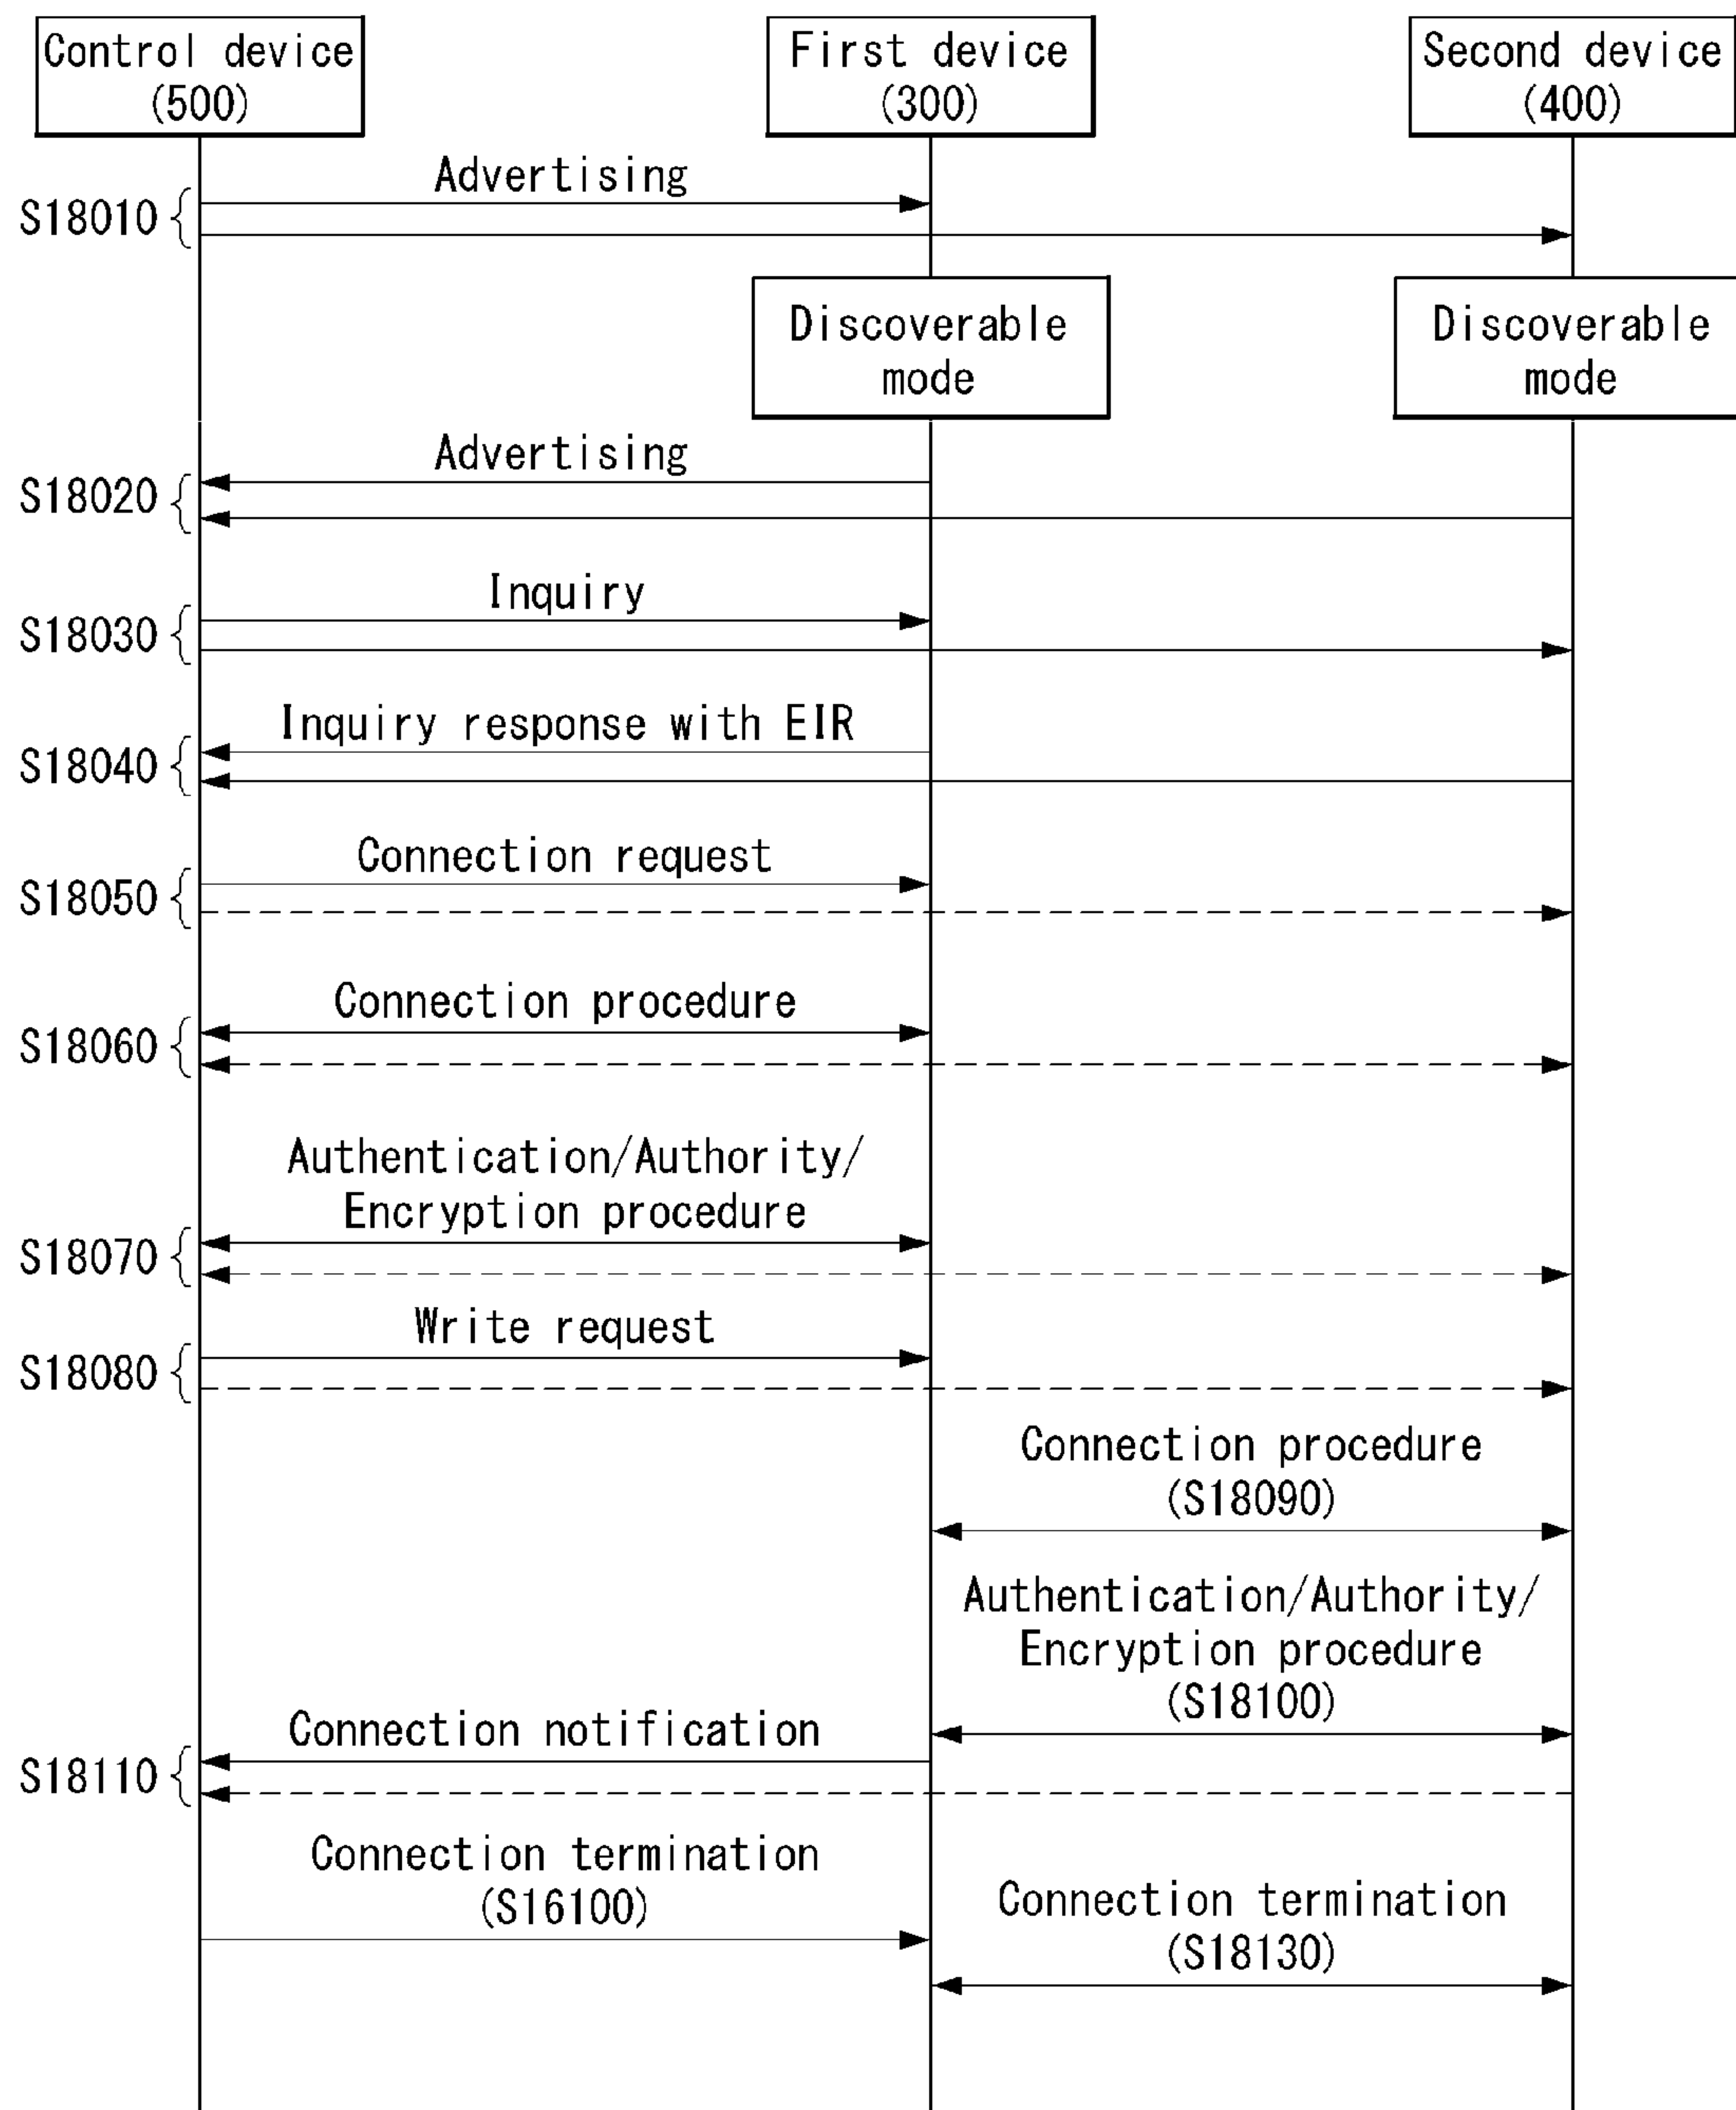 Control device
(500)
First device
(300)
Second device
(400)
Advertising
S18010
Discoverable
mode
Discoverable
mode
Advertising
S18020
Inquiry
S18030
Inquiry response with EIR
S18040
Connection request
S18050
Connection procedure
S18060
Authentication/Authority/
Encryption procedure
S18070
Write request
S18080
Connection procedure
(S18090)
Authentication/Authority/
Encryption procedure
(S18100)
Connection notification
S18110
Connection termination
(S16100)
Connection termination
(S18130)